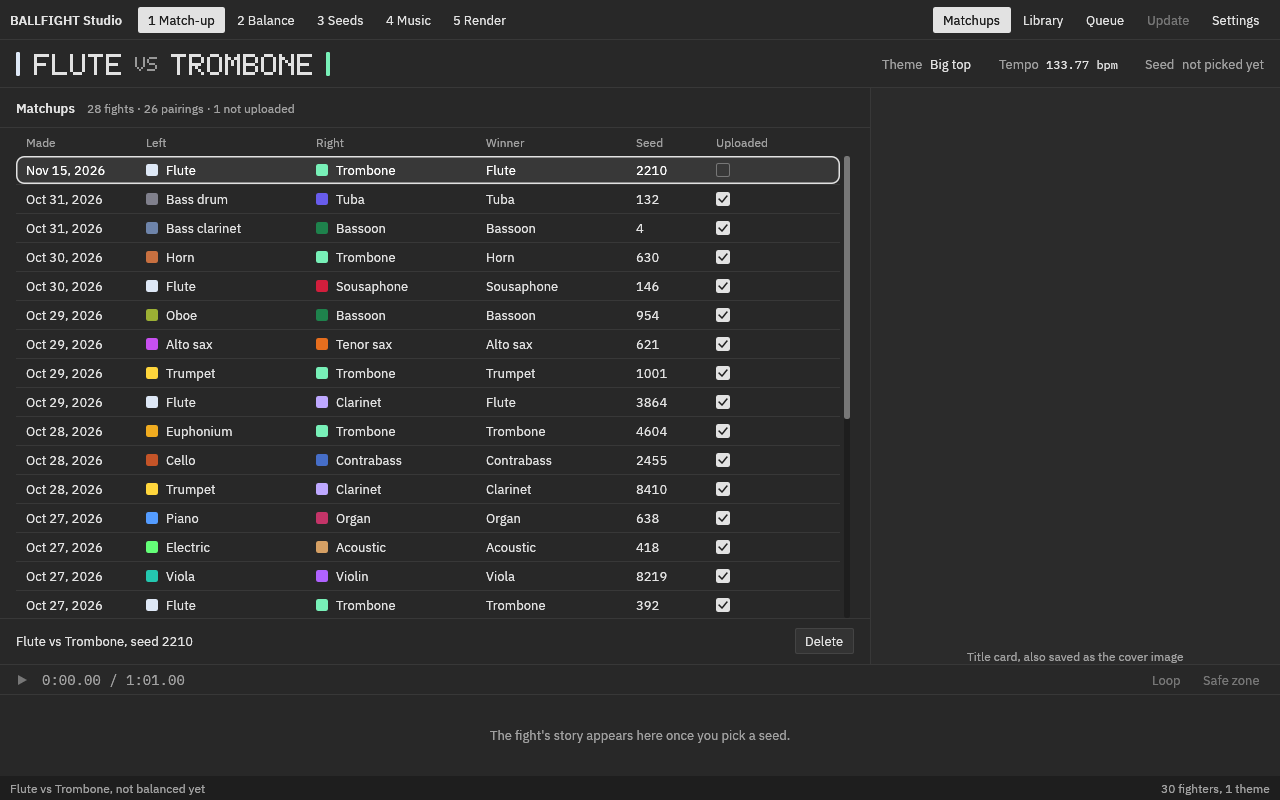 BALLFIGHT Studio 1 Match-up 2 Balance 3 Seeds 4 Music 5 Render Matchups Library Queue Update Settings
FLUTE VS TROMBONE Theme Big top Tempo 133.77 bpm Seed not picked yet
Matchups 28 fights · 26 pairings · 1 not uploaded
Made Left Right Winner Seed Uploaded
Nov 15, 2026 Flute Trombone Flute 2210
Oct 31, 2026 Bass drum Tuba Tuba 132
Oct 31, 2026 Bass clarinet Bassoon Bassoon 4
Oct 30, 2026 Horn Trombone Horn 630
Oct 30, 2026 Flute Sousaphone Sousaphone 146
Oct 29, 2026 Oboe Bassoon Bassoon 954
Oct 29, 2026 Alto sax Tenor sax Alto sax 621
Oct 29, 2026 Trumpet Trombone Trumpet 1001
Oct 29, 2026 Flute Clarinet Flute 3864
Oct 28, 2026 Euphonium Trombone Trombone 4604
Oct 28, 2026 Cello Contrabass Contrabass 2455
Oct 28, 2026 Trumpet Clarinet Clarinet 8410
Oct 27, 2026 Piano Organ Organ 638
Oct 27, 2026 Electric Acoustic Acoustic 418
Oct 27, 2026 Viola Violin Viola 8219
Oct 27, 2026 Flute Trombone Trombone 392
Flute vs Trombone, seed 2210 Delete
Title card, also saved as the cover image
0:00.00 / 1:01.00 Loop Safe zone
The fight's story appears here once you pick a seed.
Flute vs Trombone, not balanced yet 30 fighters, 1 theme